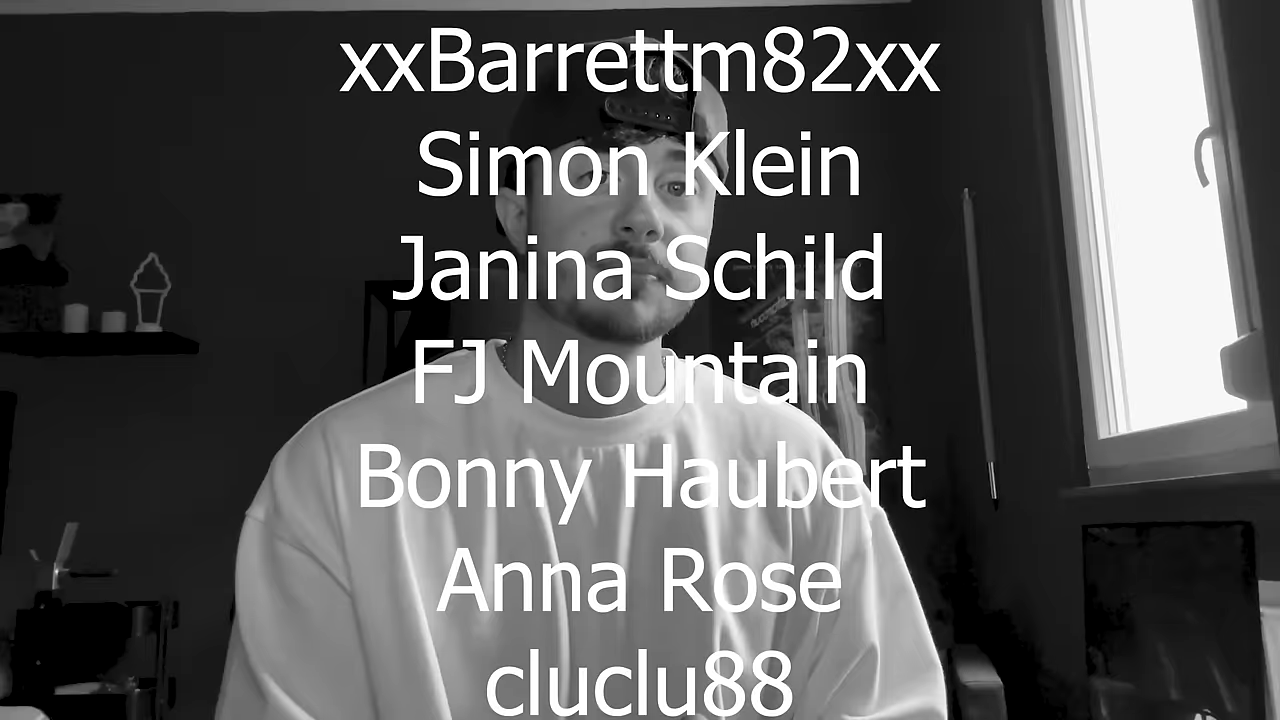 xxBarrettm82xx
Simon Klein
Janina Schild
FJ Mountain
Bonny Haubert
Anna Rose
cluclu88